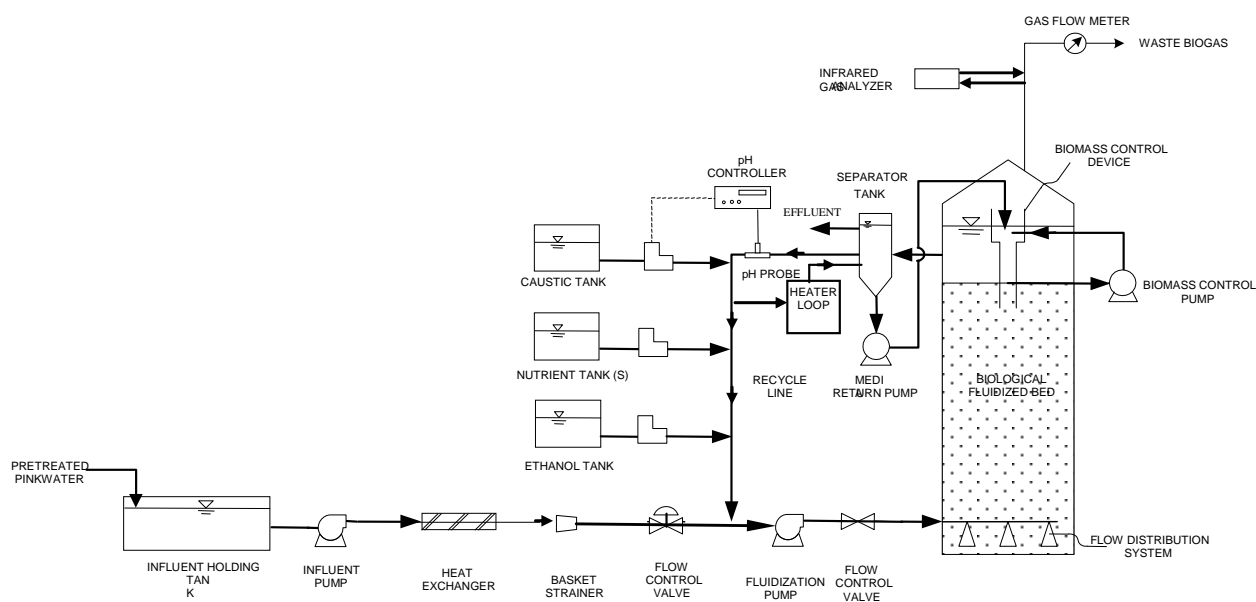 GAS FLOW METER
WASTE BIOGAS
INFRARED
GAS
ANALYZER
BIOMASS CONTROL
DEVICE
pH
CONTROLLER
SEPARATOR
TANK
EFFLUENT
CAUSTIC TANK
pH PROBE
HEATER
LOOP
BIOMASS CONTROL
PUMP
NUTRIENT TANK (S)
RECYCLE
LINE
MEDI
A
RETURN PUMP
BIOLOGICAL
FLUIDIZED BED
ETHANOL TANK
PRETREATED
PINKWATER
FLOW DISTRIBUTION
SYSTEM
INFLUENT HOLDING
TAN
K
INFLUENT
PUMP
HEAT
EXCHANGER
BASKET
STRAINER
FLOW
CONTROL
VALVE
FLUIDIZATION
PUMP
FLOW
CONTROL
VALVE